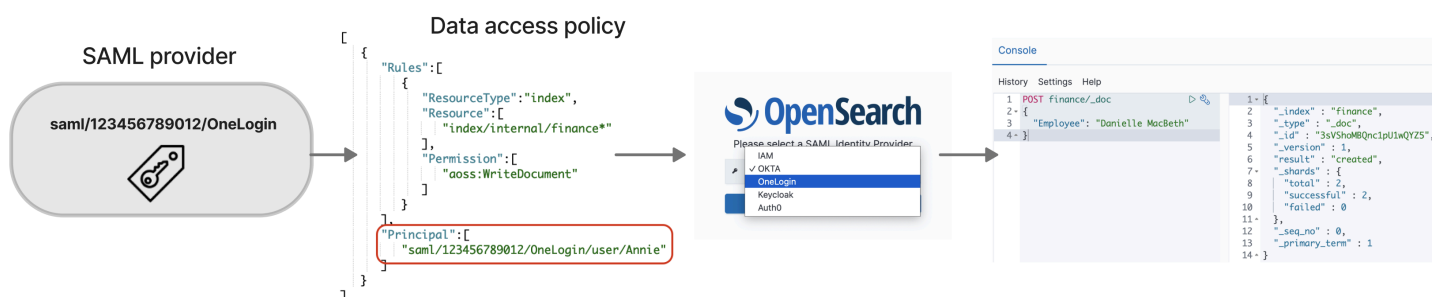 SAML provider
saml/123456789012/OneLogin
Data access policy
[
{
"Rules":[
{
"ResourceType":"index",
"Resource":[
"index/internal/finance*"
],
"Permission":[
"aoss:WriteDocument"
]
}
],
"Principal":[
"saml/123456789012/OneLogin/user/Annie"
]
}
]
OpenSearch
Please select a SAML Identity Provider
IAM
✓ OKTA
OneLogin
Keycloak
Auth0
Console
History Settings Help
1 POST finance/_doc
2 {
3 "Employee": "Danielle MacBeth"
4 }
1 {
2 "_index" : "finance",
3 "_type" : "_doc",
4 "_id" : "3sVShoMBQnc1pU1wQYZ5",
5 "_version" : 1,
6 "result" : "created",
7 "_shards" : {
8 "total" : 2,
9 "successful" : 2,
10 "failed" : 0
11 },
12 "_seq_no" : 0,
13 "_primary_term" : 1
14 }